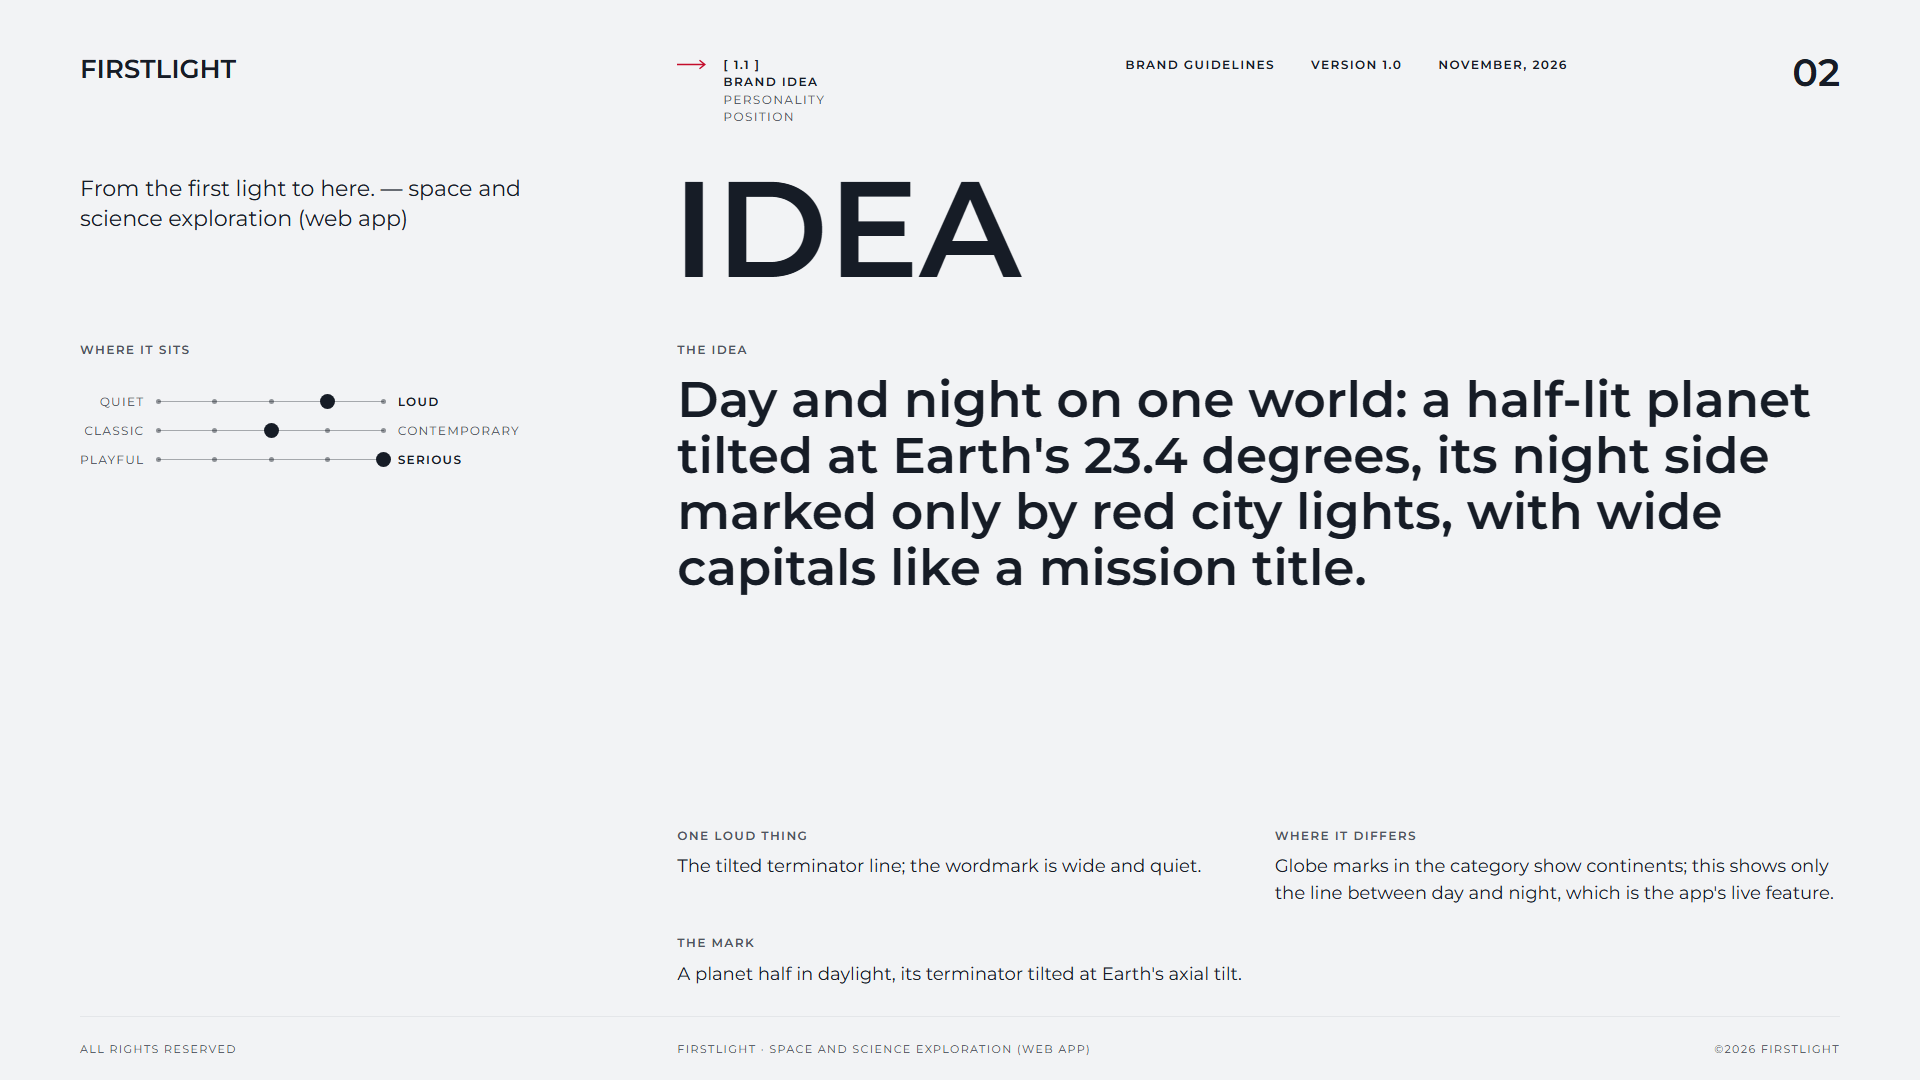 FIRSTLIGHT
[ 1.1 ]
BRAND IDEA
PERSONALITY
POSITION
BRAND GUIDELINES
VERSION 1.0
NOVEMBER, 2026
02
From the first light to here. — space and
science exploration (web app)
IDEA
WHERE IT SITS
QUIET LOUD
CLASSIC CONTEMPORARY
PLAYFUL SERIOUS
THE IDEA
Day and night on one world: a half-lit planet
tilted at Earth's 23.4 degrees, its night side
marked only by red city lights, with wide
capitals like a mission title.
ONE LOUD THING
The tilted terminator line; the wordmark is wide and quiet.
WHERE IT DIFFERS
Globe marks in the category show continents; this shows only
the line between day and night, which is the app's live feature.
THE MARK
A planet half in daylight, its terminator tilted at Earth's axial tilt.
ALL RIGHTS RESERVED
FIRSTLIGHT · SPACE AND SCIENCE EXPLORATION (WEB APP)
©2026 FIRSTLIGHT